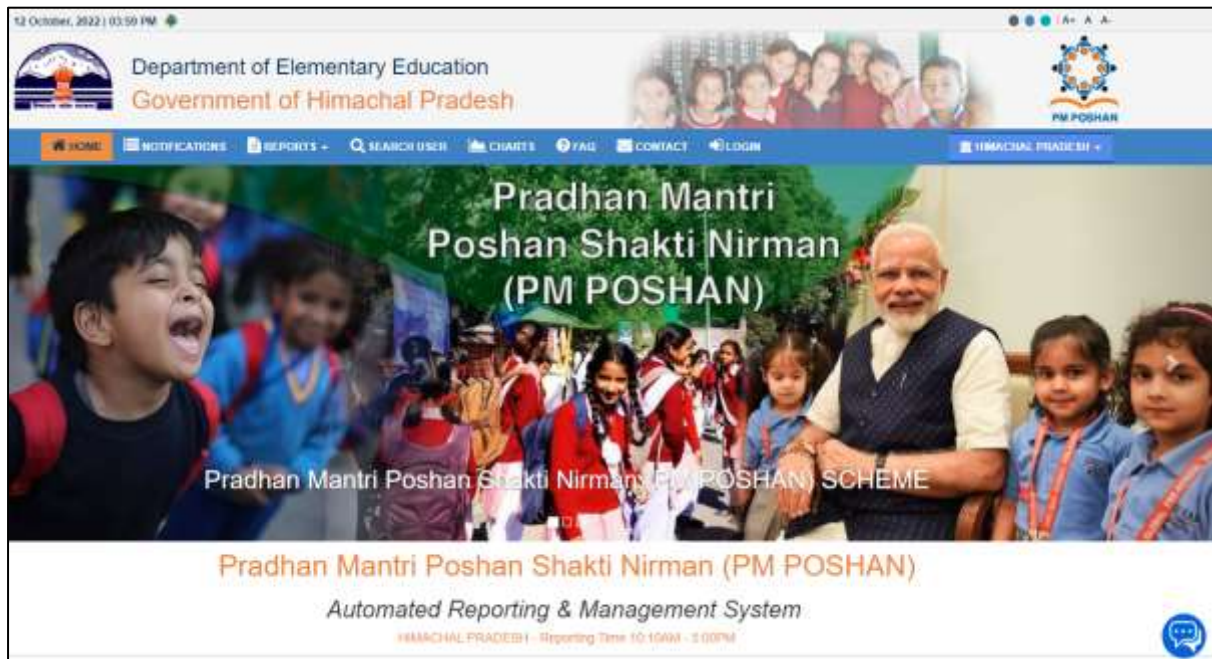 12 October, 2022 | 03:59 PM
A+ A A-
Department of Elementary Education
Government of Himachal Pradesh
PM POSHAN
HOME NOTIFICATIONS REPORTS SEARCH USER CHARTS FAQ CONTACT LOGIN HIMACHAL PRADESH
Pradhan Mantri
Poshan Shakti Nirman
(PM POSHAN)
Pradhan Mantri Poshan Shakti Nirman (PM POSHAN) SCHEME
Pradhan Mantri Poshan Shakti Nirman (PM POSHAN)
Automated Reporting & Management System
HIMACHAL PRADESH - Reporting Time 10:10AM - 3:00PM